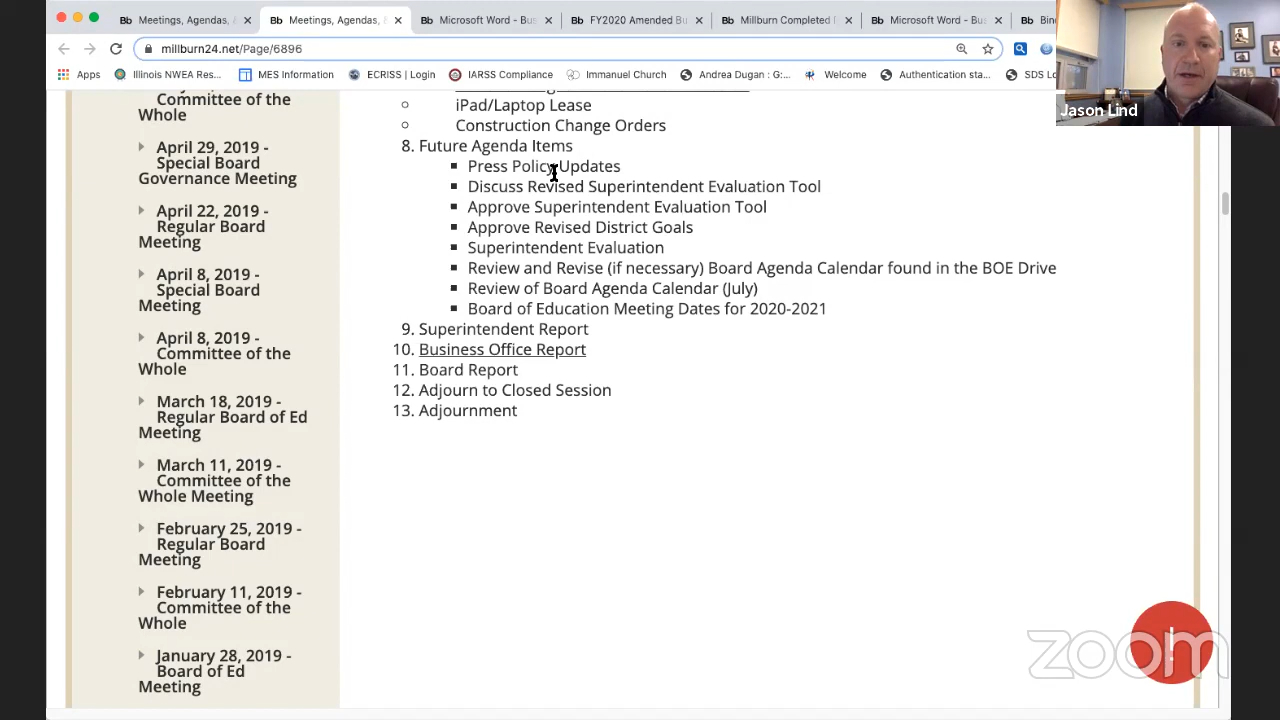 Meetings, Agendas,
Meetings, Agendas,
Microsoft Word - Bus
FY2020 Amended Bu
Millburn Completed
Microsoft Word - Bus
millburn24.net/Page/6896
Apps
Illinois NWEA Res...
MES Information
ECRISS | Login
IARSS Compliance
Immanuel Church
Andrea Dugan : G:...
Welcome
Authentication sta...
Jason Lind
Committee of the
Whole
April 29, 2019 -
Special Board
Governance Meeting
April 22, 2019 -
Regular Board
Meeting
April 8, 2019 -
Special Board
Meeting
April 8, 2019 -
Committee of the
Whole
March 18, 2019 -
Regular Board of Ed
Meeting
March 11, 2019 -
Committee of the
Whole Meeting
February 25, 2019 -
Regular Board
Meeting
February 11, 2019 -
Committee of the
Whole
January 28, 2019 -
Board of Ed
Meeting
iPad/Laptop Lease
Construction Change Orders
8. Future Agenda Items
Press Policy Updates
Discuss Revised Superintendent Evaluation Tool
Approve Superintendent Evaluation Tool
Approve Revised District Goals
Superintendent Evaluation
Review and Revise (if necessary) Board Agenda Calendar found in the BOE Drive
Review of Board Agenda Calendar (July)
Board of Education Meeting Dates for 2020-2021
9. Superintendent Report
10. Business Office Report
11. Board Report
12. Adjourn to Closed Session
13. Adjournment
zoom